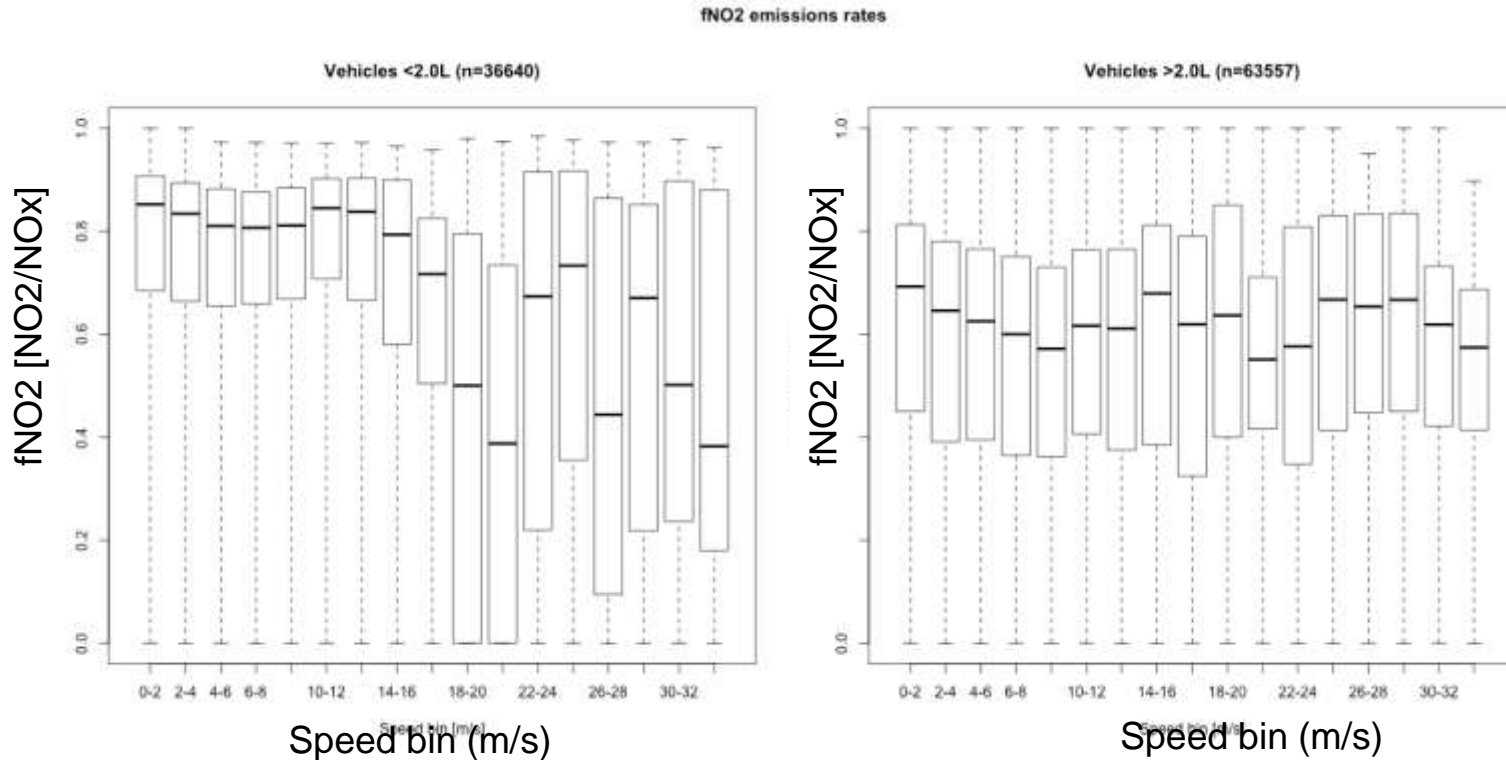 fNO2 emissions rates
Vehicles <2.0L (n=36640)
fNO2 [NO2/NOx]
1.0
0.8
0.6
0.4
0.2
0.0
0-2 2-4 4-6 6-8 10-12 14-16 18-20 22-24 26-28 30-32
Speed bin [m/s]
Speed bin (m/s)
Vehicles >2.0L (n=63557)
fNO2 [NO2/NOx]
1.0
0.0
0-2 2-4 4-6 6-8 10-12 14-16 18-20 22-24 26-28 30-32
Speed bin [m/s]
Speed bin (m/s)